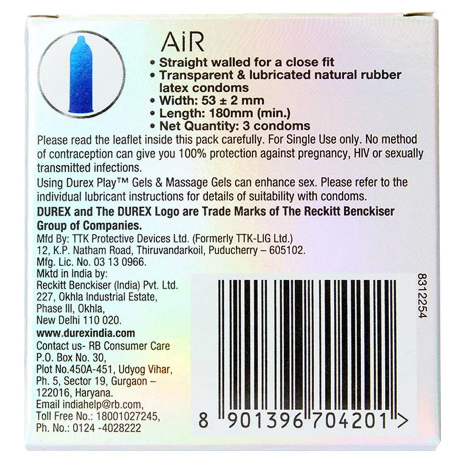 AiR
• Straight walled for a close fit
• Transparent & lubricated natural rubber
latex condoms
• Width: 53 ± 2 mm
• Length: 180mm (min.)
• Net Quantity: 3 condoms
Please read the leaflet inside this pack carefully. For Single Use only. No method
of contraception can give you 100% protection against pregnancy, HIV or sexually
transmitted infections.
Using Durex Play™ Gels & Massage Gels can enhance sex. Please refer to the
individual lubricant instructions for details of suitability with condoms.
DUREX and The DUREX Logo are Trade Marks of The Reckitt Benckiser
Group of Companies.
Mfd By: TTK Protective Devices Ltd. (Formerly TTK-LIG Ltd.)
12, K.P. Natham Road, Thiruvandarkoil, Puducherry – 605102.
Mfg. Lic. No. 03 13 0966.
Mktd in India by:
Reckitt Benckiser (India) Pvt. Ltd.
227, Okhla Industrial Estate,
Phase III, Okhla,
New Delhi 110 020.
www.durexindia.com
Contact us- RB Consumer Care
P.O. Box No. 30,
Plot No.450A-451, Udyog Vihar,
Ph. 5, Sector 19, Gurgaon –
122016, Haryana.
Email indiahelp@rb.com,
Toll Free No.: 18001027245,
Ph. No.: 0124 -4028222
8312254
8 901396 704201 >